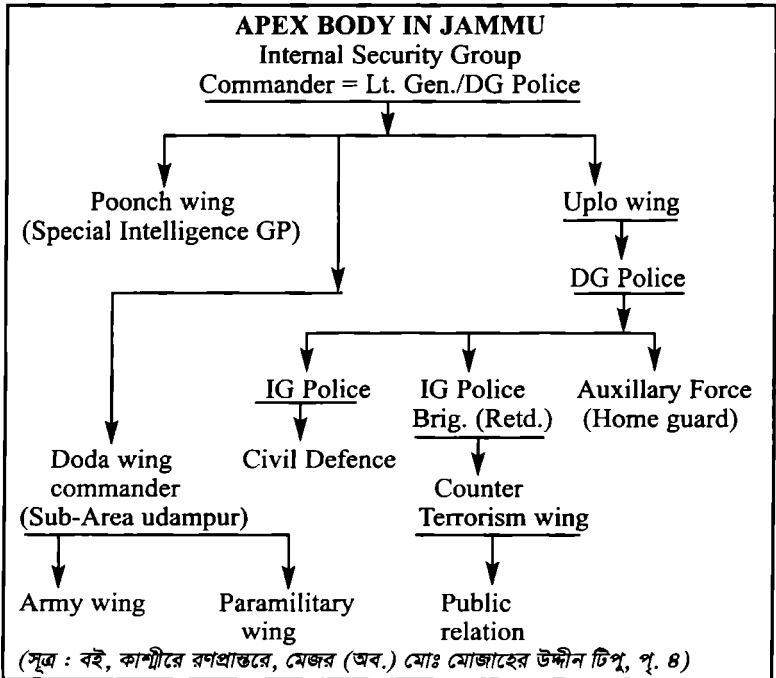 APEX BODY IN JAMMU
Internal Security Group
Commander = Lt. Gen./DG Police
Poonch wing
(Special Intelligence GP)
Uplo wing
DG Police
IG Police
IG Police
Brig. (Retd.)
Auxillary Force
(Home guard)
Doda wing
commander
(Sub-Area udampur)
Civil Defence
Counter
Terrorism wing
Army wing
Paramilitary
wing
Public
relation
(সূত্র : বই, কাশ্মীরে রণপ্রান্তরে, মেজর (অব.) মোঃ মোজাহের উদ্দীন টিপু, পৃ. ৪)